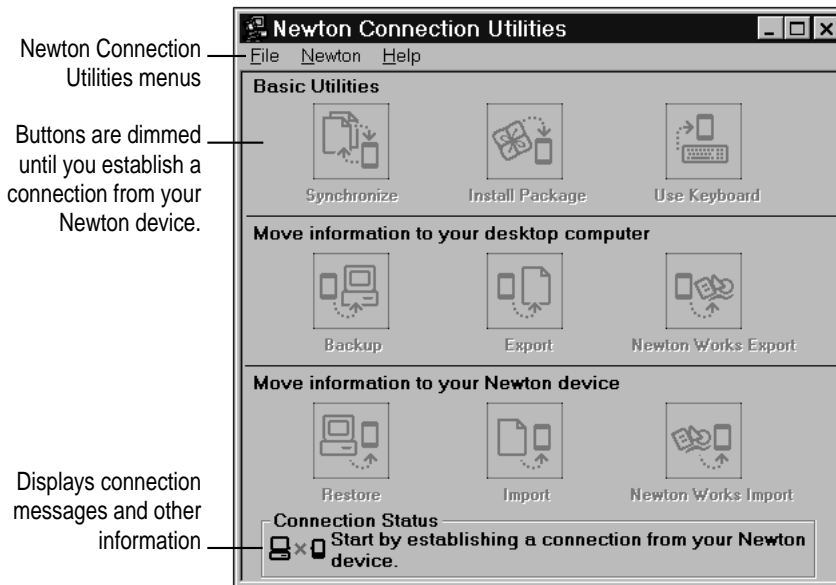 Newton Connection Utilities
Newton Connection
Utilities menus
File Newton Help
Basic Utilities
Buttons are dimmed
until you establish a
connection from your
Newton device.
Synchronize Install Package Use Keyboard
Move information to your desktop computer
Backup Export Newton Works Export
Move information to your Newton device
Restore Import Newton Works Import
Displays connection
messages and other
information
Connection Status
Start by establishing a connection from your Newton
device.